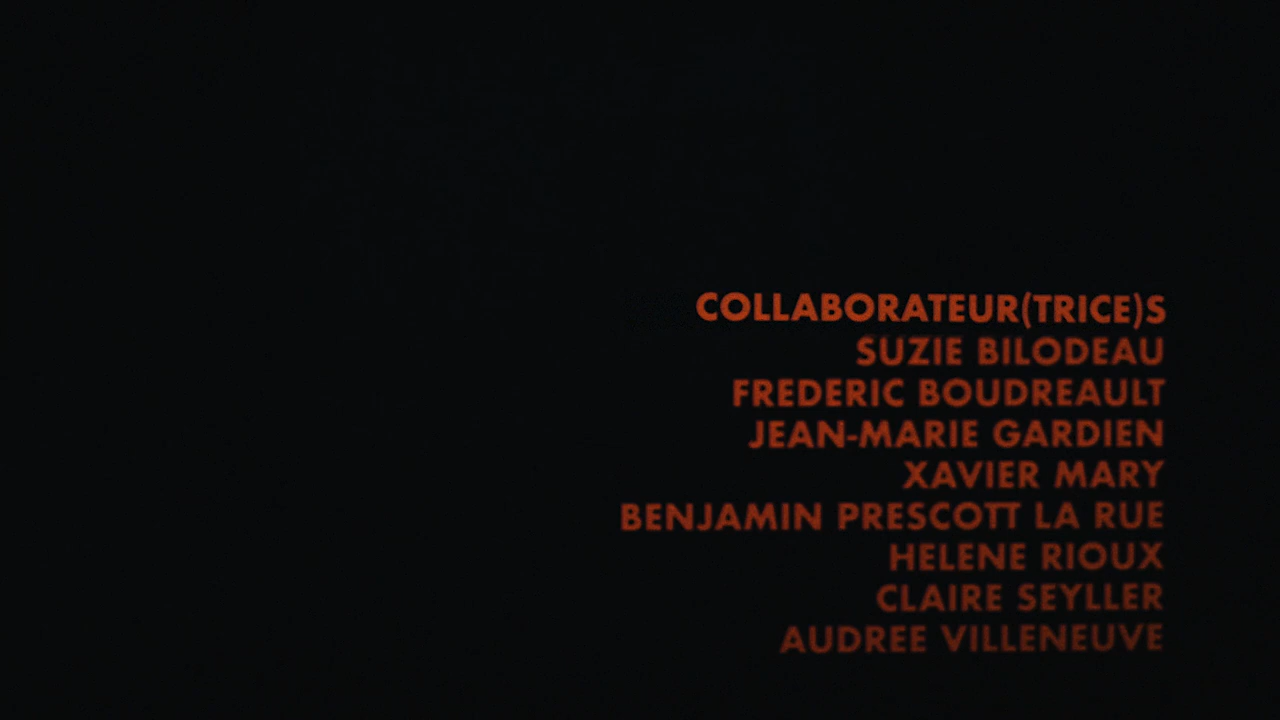 COLLABORATEUR(TRICE)S
SUZIE BILODEAU
FREDERIC BOUDREAULT
JEAN-MARIE GARDIEN
XAVIER MARY
BENJAMIN PRESCOTT LA RUE
HELENE RIOUX
CLAIRE SEYLLER
AUDREE VILLENEUVE